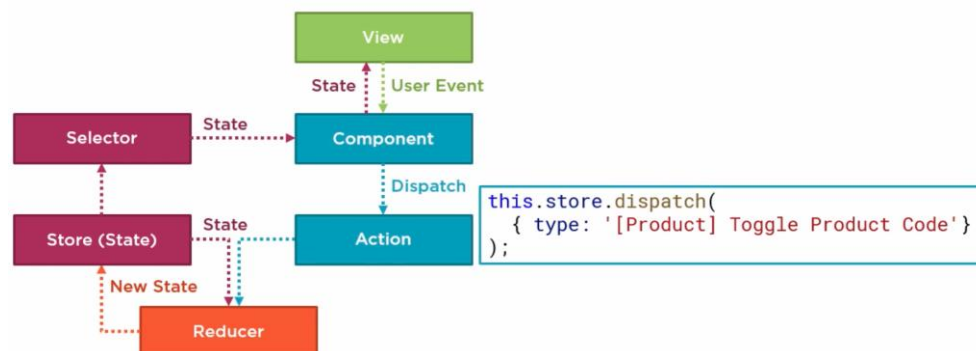 View
State
User Event
Selector
State
Component
Dispatch
Store (State)
State
Action
this.store.dispatch(
{ type: '[Product] Toggle Product Code'}
);
New State
Reducer